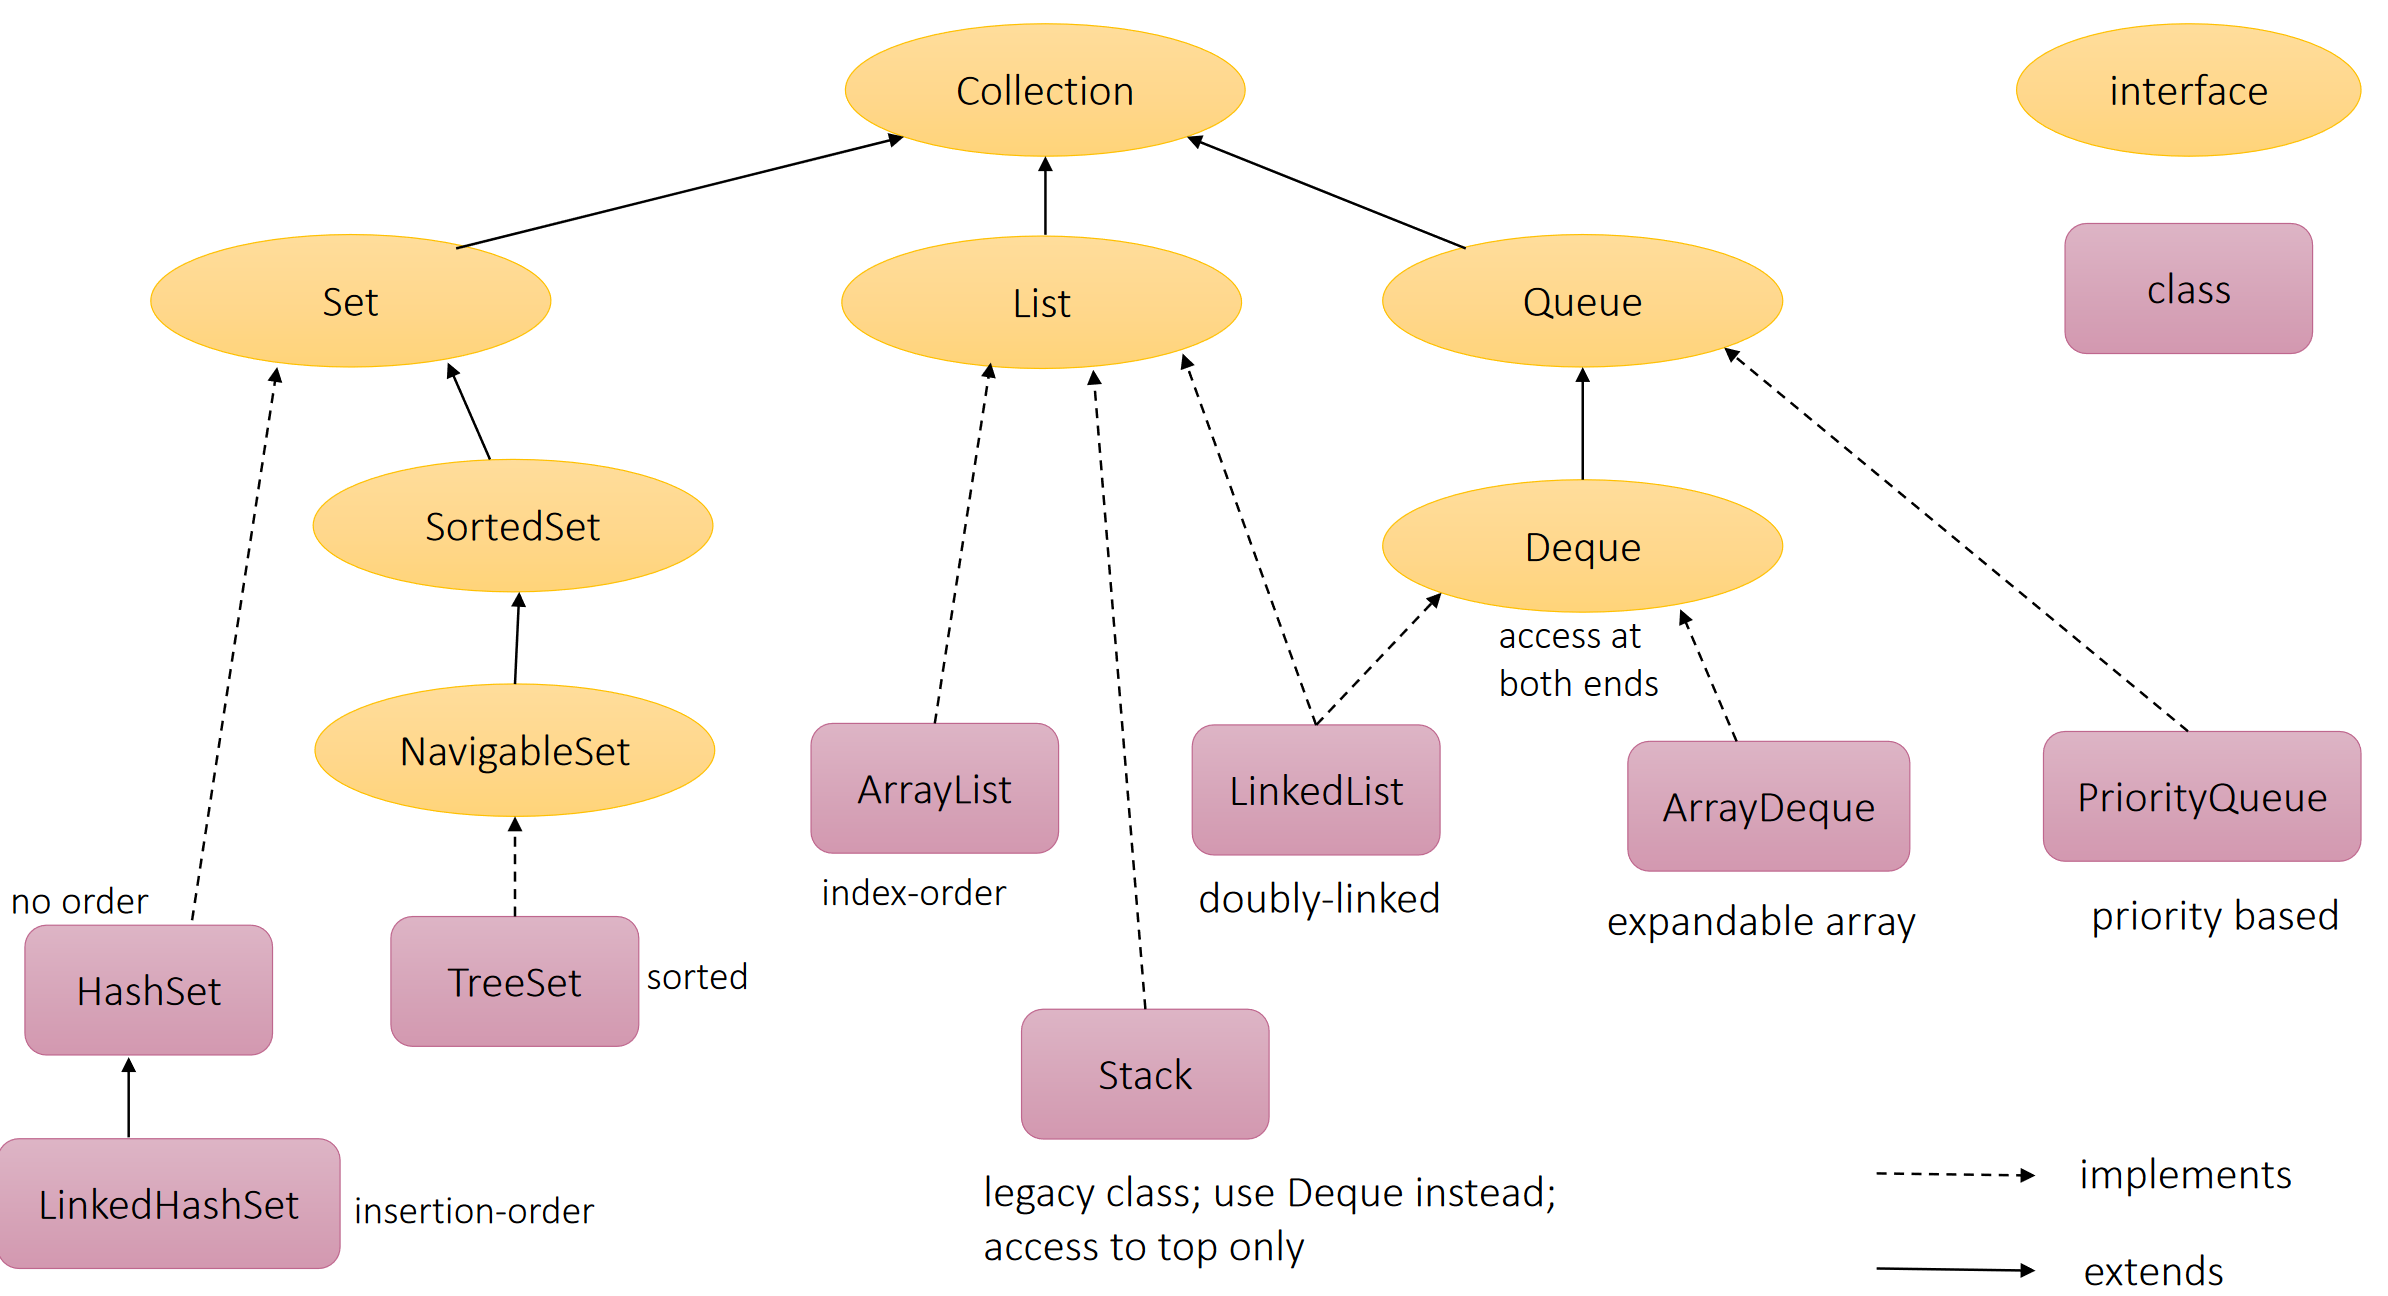 Collection
interface
Set
List
Queue
class
SortedSet
Deque
access at
both ends
NavigableSet
ArrayList
LinkedList
ArrayDeque
PriorityQueue
index-order
doubly-linked
expandable array
priority based
no order
HashSet
TreeSet
sorted
Stack
LinkedHashSet
insertion-order
legacy class; use Deque instead;
access to top only
implements
extends